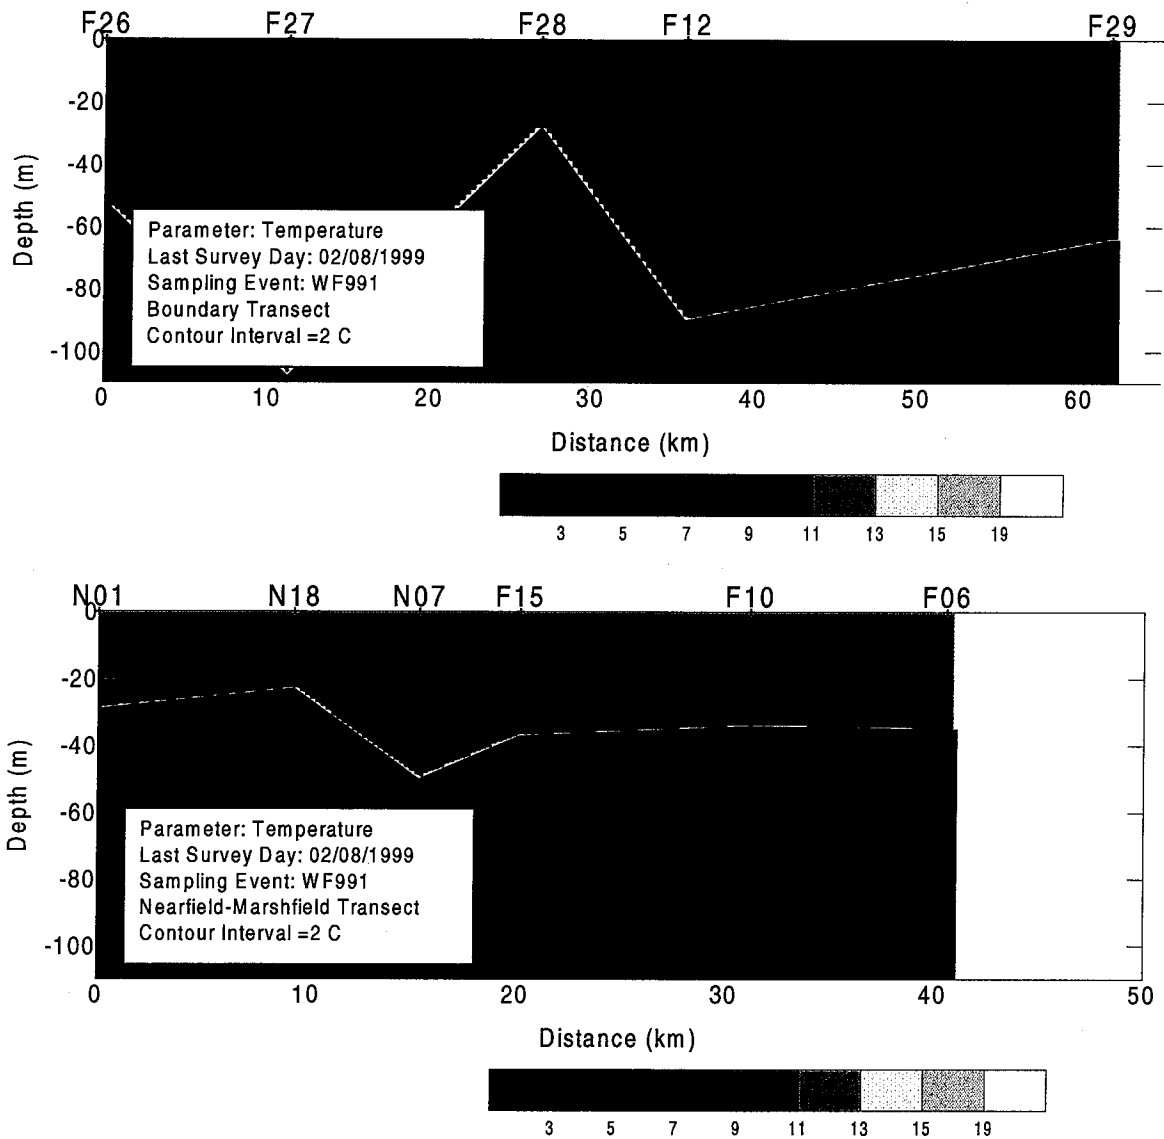 F26 F27 F28 F12 F29
0
-20
-40
-60
-80
-100
Depth (m)
Parameter: Temperature
Last Survey Day: 02/08/1999
Sampling Event: WF991
Boundary Transect
Contour Interval =2 C
0 10 20 30 40 50 60
Distance (km)
3 5 7 9 11 13 15 19
N01 N18 N07 F15 F10 F06
0
-20
-40
-60
-80
-100
Depth (m)
Parameter: Temperature
Last Survey Day: 02/08/1999
Sampling Event: WF991
Nearfield-Marshfield Transect
Contour Interval =2 C
0 10 20 30 40 50
Distance (km)
3 5 7 9 11 13 15 19